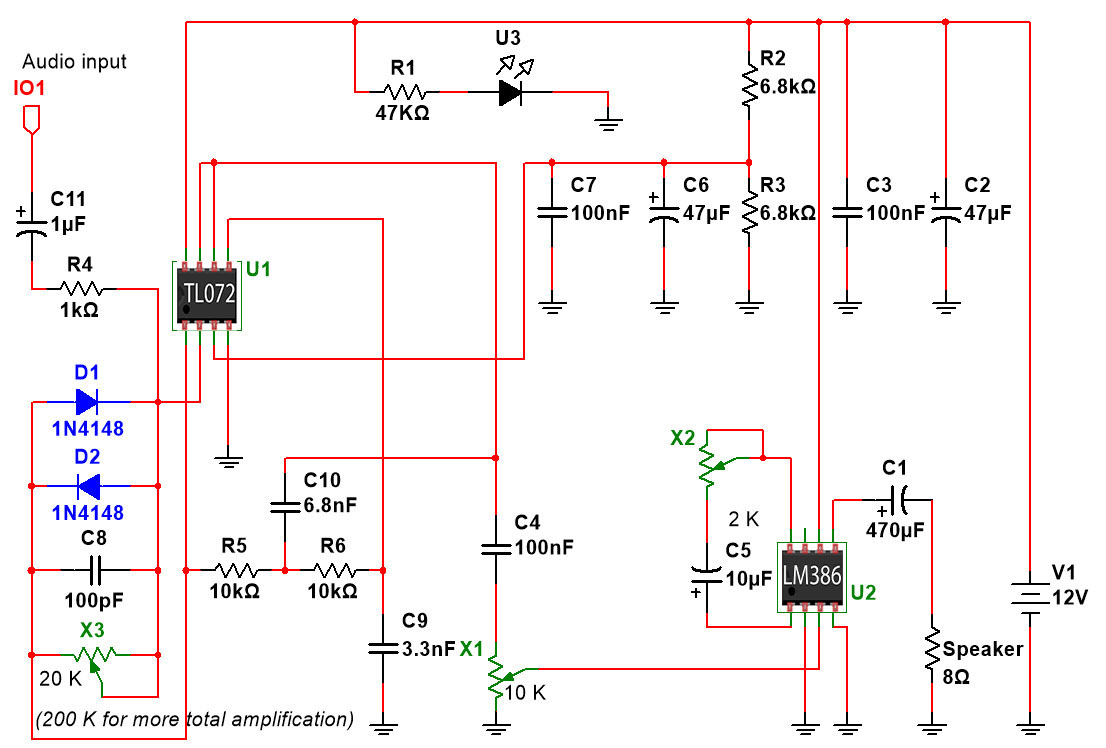 Audio input
IO1
U3
R1
47KΩ
R2
6.8kΩ
C11
1µF
R4
1kΩ
U1
TL072
C7
100nF
C6
47µF
R3
6.8kΩ
C3
100nF
C2
47µF
D1
1N4148
D2
1N4148
C8
100pF
X3
20 K
(200 K for more total amplification)
C10
6.8nF
R5
10kΩ
R6
10kΩ
C4
100nF
C9
3.3nF
X1
10 K
X2
2 K
C5
10µF
LM386
U2
C1
470µF
Speaker
8Ω
V1
12V